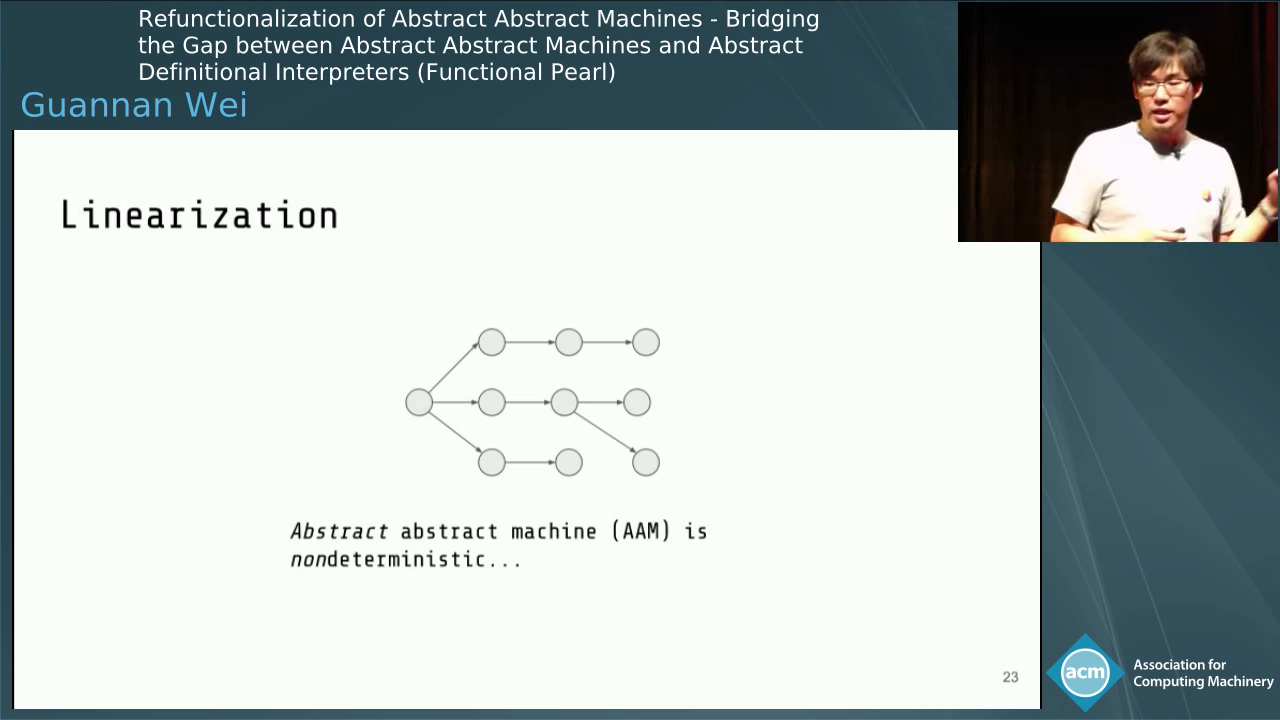 Refunctionalization of Abstract Abstract Machines - Bridging
the Gap between Abstract Abstract Machines and Abstract
Definitional Interpreters (Functional Pearl)
Guannan Wei
Linearization
Abstract abstract machine (AAM) is
nondeterministic...
23
acm
Association for
Computing Machinery